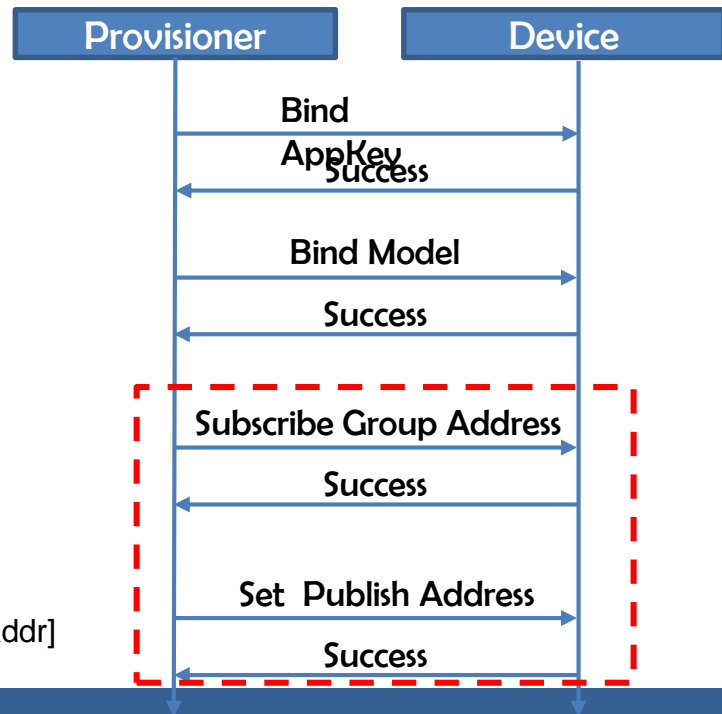 Provisioner Device
Bind
AppKey
Success
Bind Model
Success
Subscribe Group Address
Success
Set Publish Address
ddr]
Success